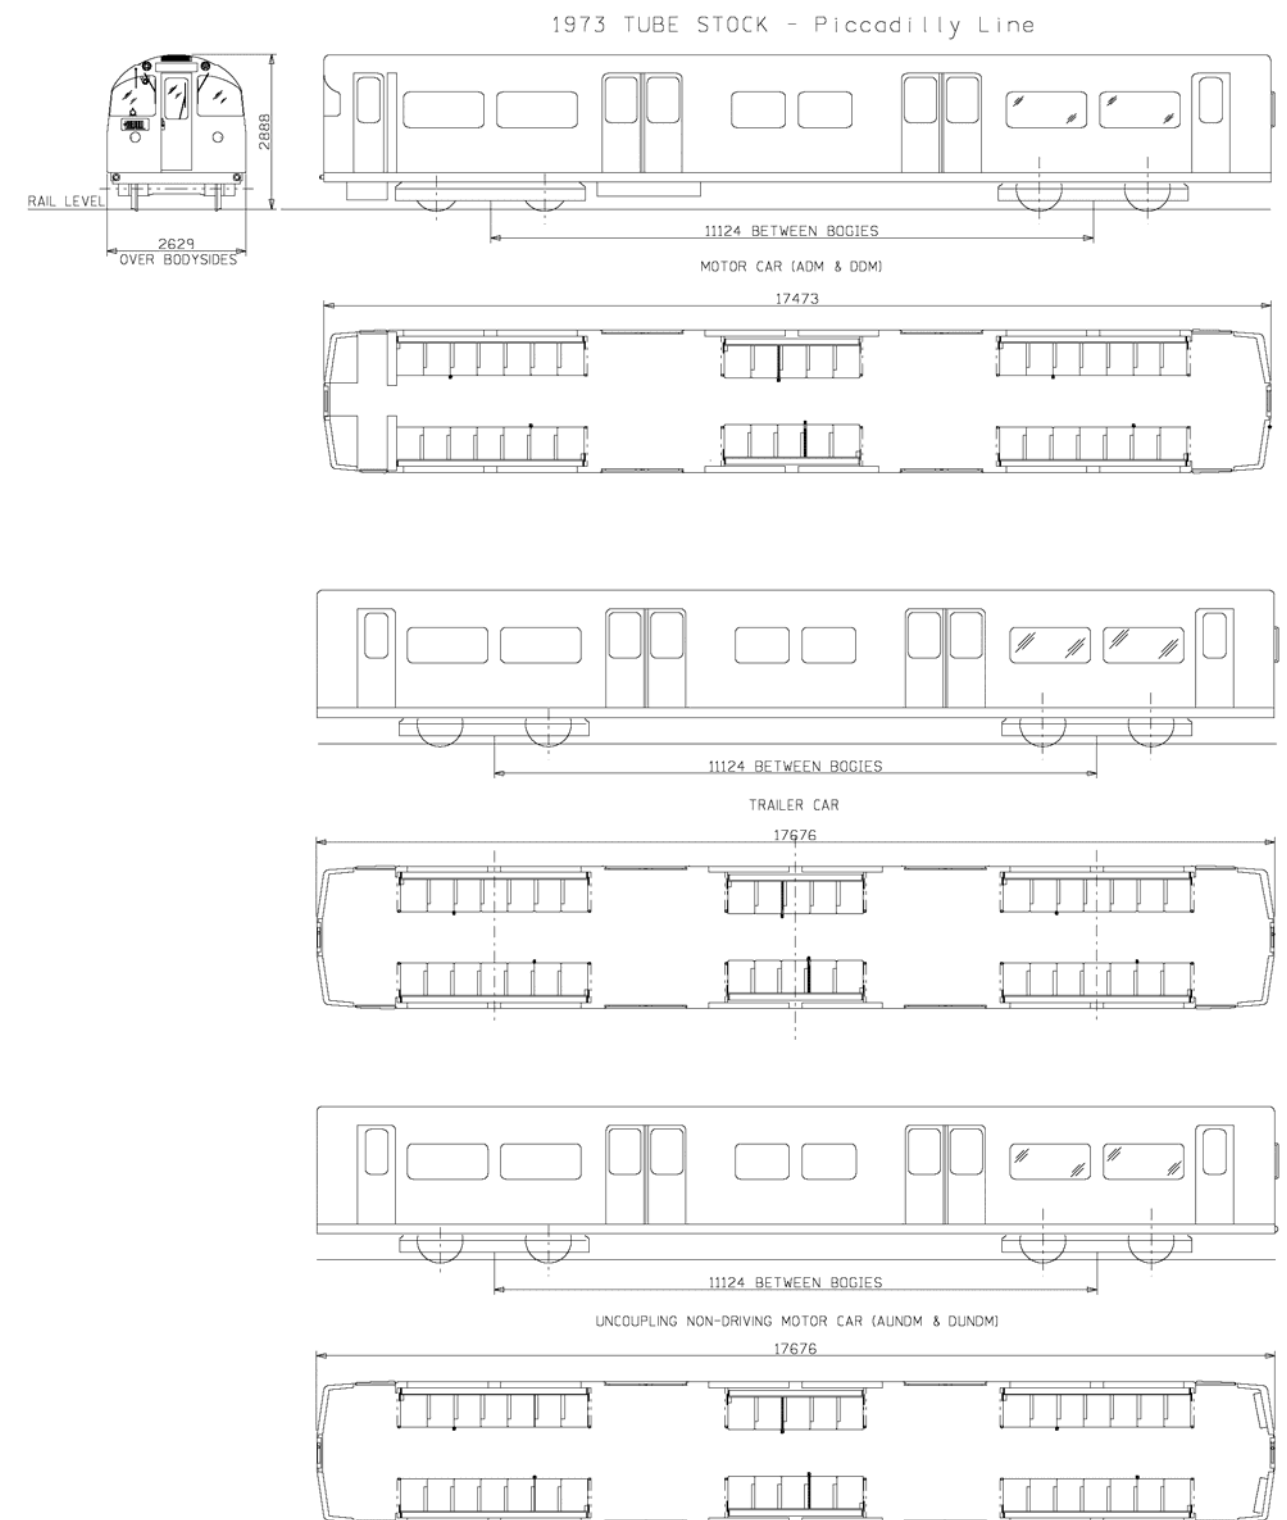 1973 TUBE STOCK - Piccadilly Line
2888
RAIL LEVEL
2629
OVER BODYSIDES
11124 BETWEEN BOGIES
MOTOR CAR (ADM & DDM)
17473
11124 BETWEEN BOGIES
TRAILER CAR
17676
11124 BETWEEN BOGIES
UNCOUPLING NON-DRIVING MOTOR CAR (AUNDM & DUNDM)
17676